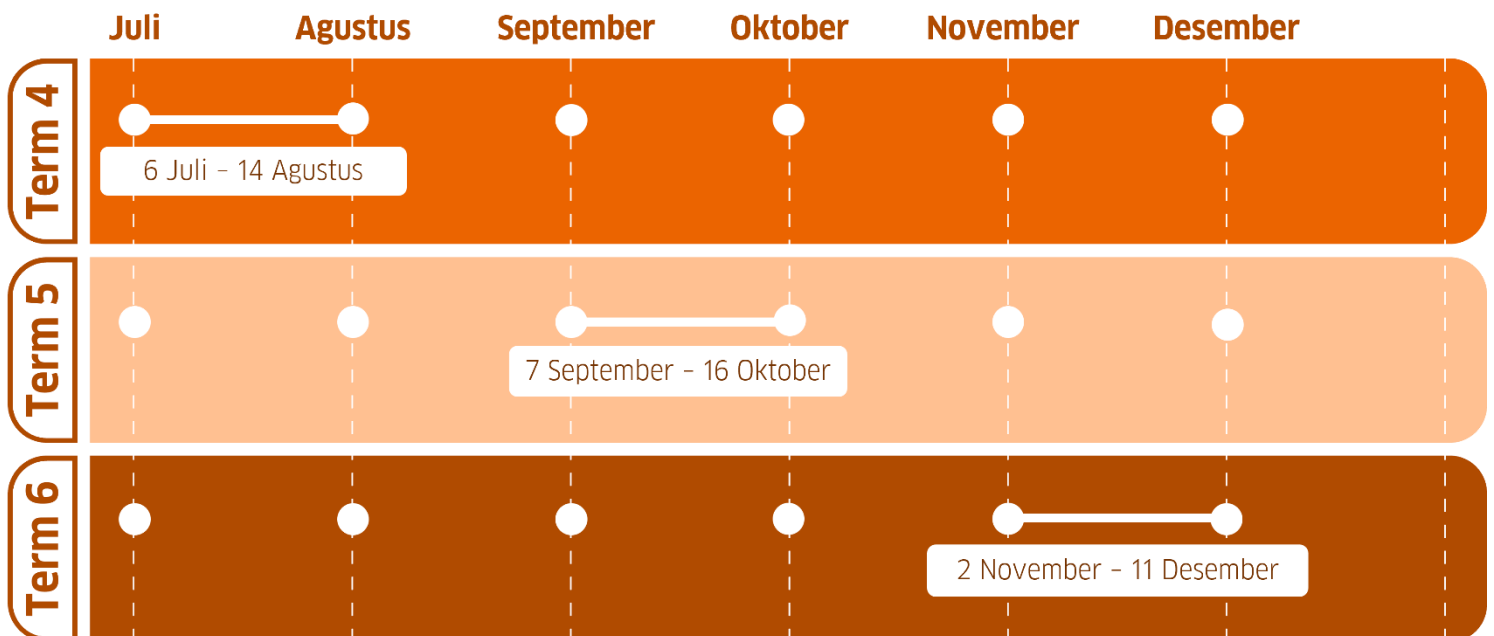 Juli Agustus September Oktober November Desember
Term 4
6 Juli – 14 Agustus
Term 5
7 September – 16 Oktober
Term 6
2 November – 11 Desember